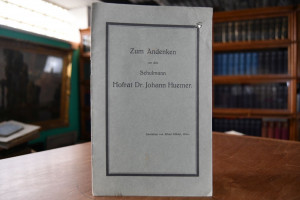 Zum Andenken
an den
Schulmann
Hofrat Dr. Johann Huemer.